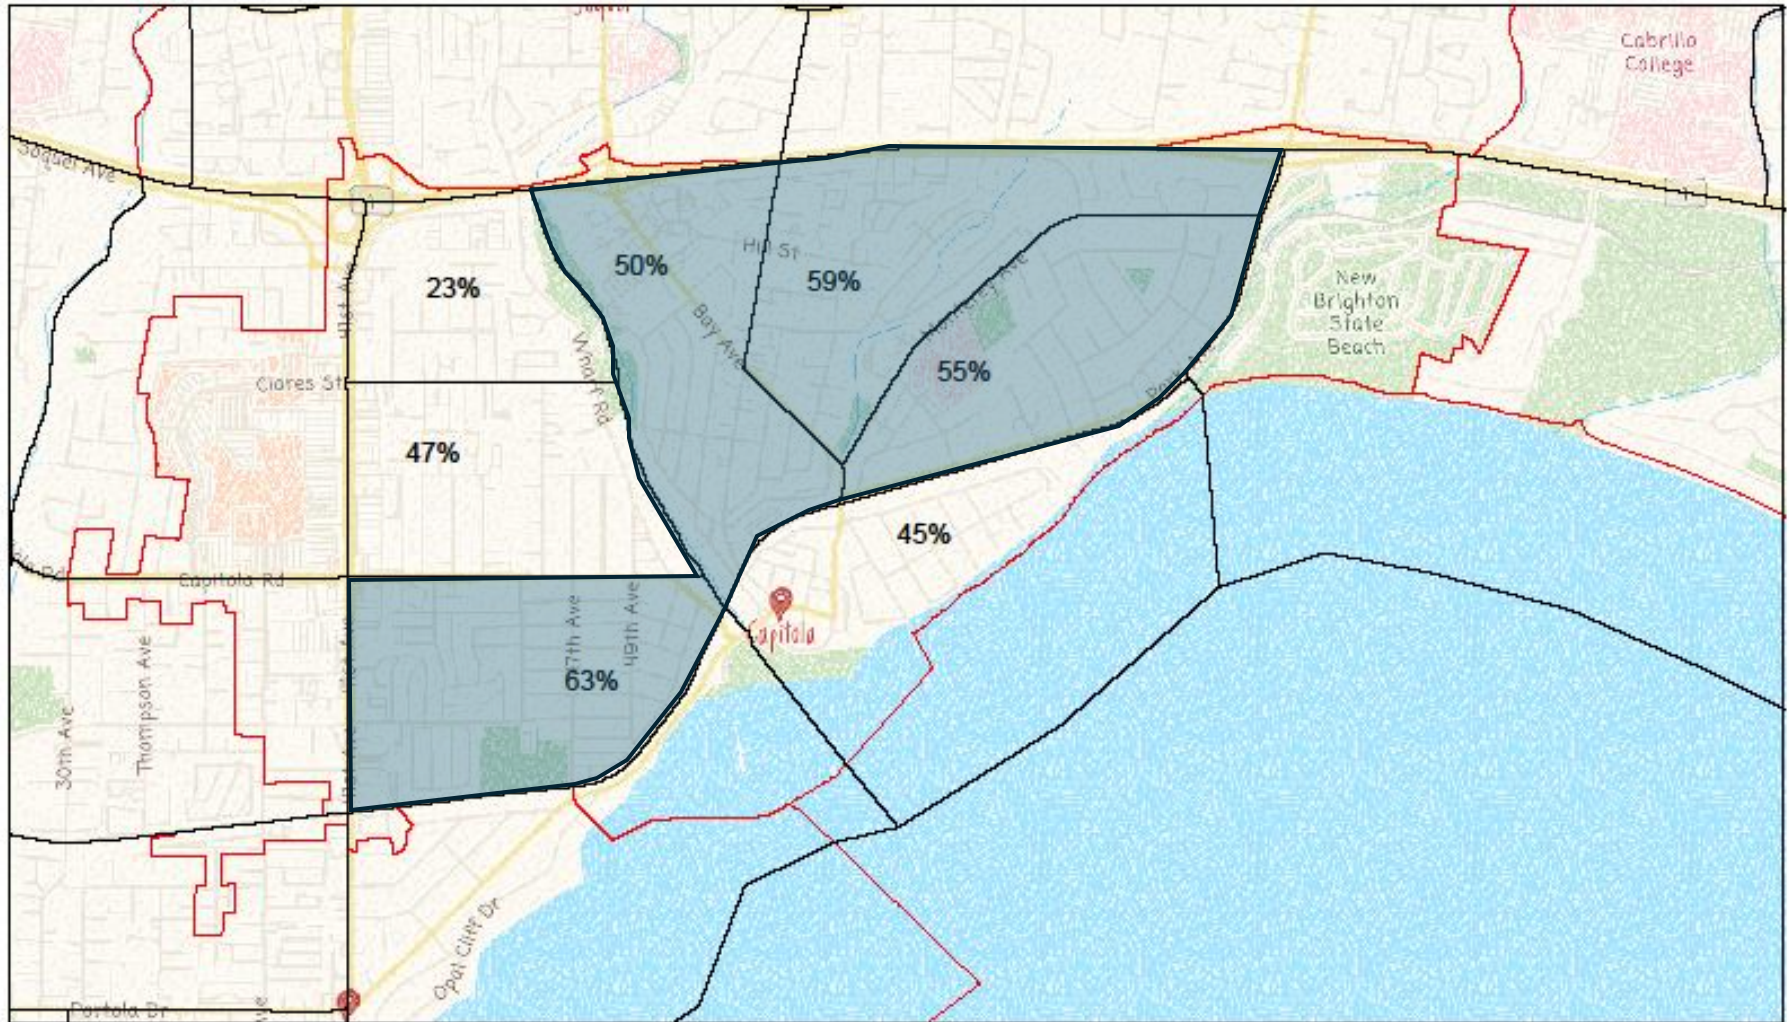 Cabrillo
College
Soquel Ave
Hill St
50%
59%
23%
41st Ave
New
Brighton
State
Beach
Bay Ave
Wharf Rd
55%
Clares St
47%
45%
Capitola Rd
49th Ave
Capitola
63%
Thompson Ave
30th Ave
Opal Cliff Dr
Portola Dr